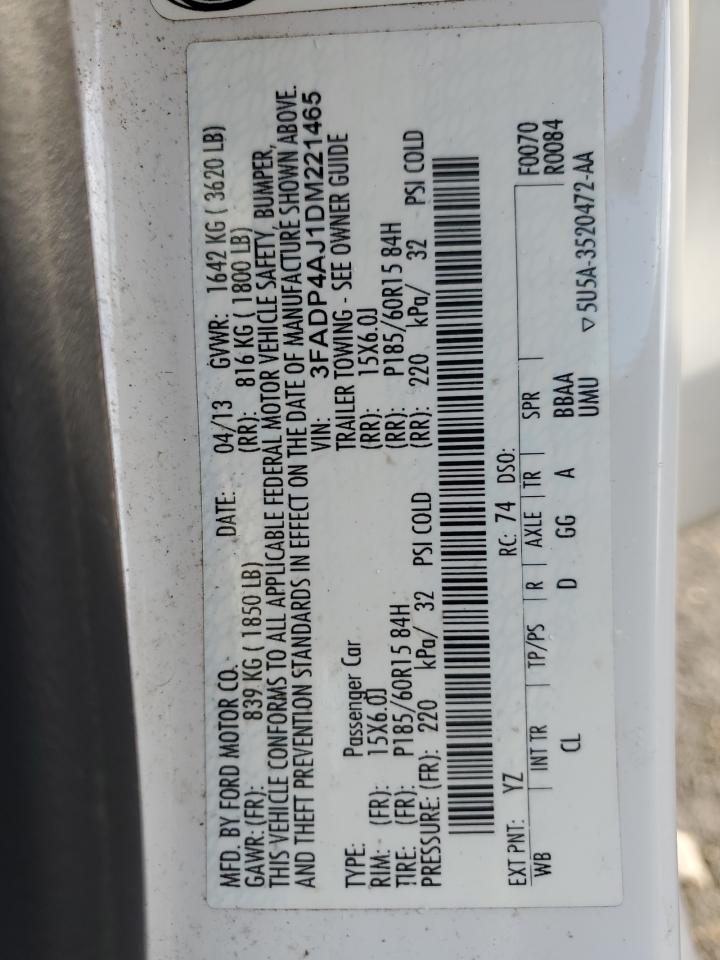 MFD. BY FORD MOTOR CO. DATE: 04/13 GVWR: 1642 KG ( 3620 LB)
GAWR: (FR): 839 KG ( 1850 LB) (RR): 816 KG ( 1800 LB)
THIS VEHICLE CONFORMS TO ALL APPLICABLE FEDERAL MOTOR VEHICLE SAFETY, BUMPER,
AND THEFT PREVENTION STANDARDS IN EFFECT ON THE DATE OF MANUFACTURE SHOWN ABOVE.
VIN: 3FADP4AJ1DM221465
TYPE: Passenger Car TRAILER TOWING - SEE OWNER GUIDE
RIM: (FR): 15X6.0J (RR): 15X6.0J
TIRE: (FR): P185/60R15 84H (RR): P185/60R15 84H
PRESSURE: (FR): 220 kPa/ 32 PSI COLD (RR): 220 kPa/ 32 PSI COLD
EXT PNT: YZ RC: 74 DSO: F0070
WB INT TR TP/PS R AXLE TR SPR R0084
CL D GG A BBAA
UMU ▽5U5A-3520472-AA